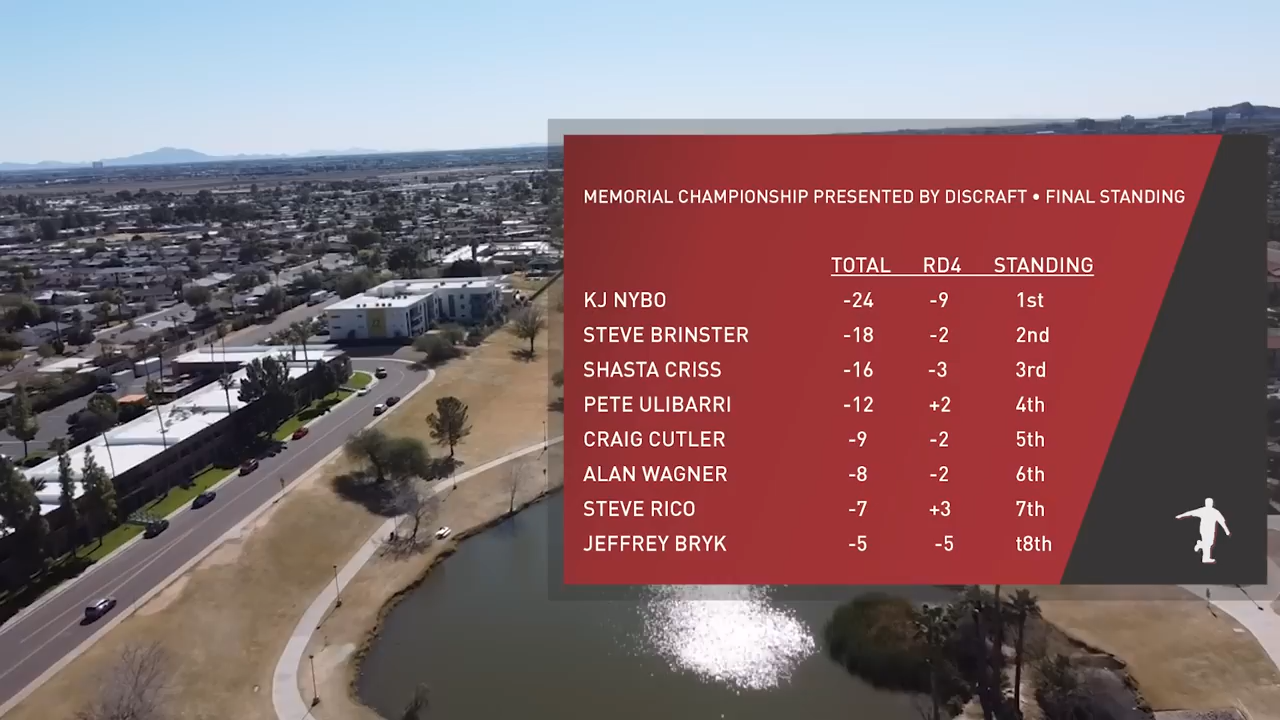 MEMORIAL CHAMPIONSHIP PRESENTED BY DISCRAFT • FINAL STANDING
TOTAL RD4 STANDING
KJ NYBO -24 -9 1st
STEVE BRINSTER -18 -2 2nd
SHASTA CRISS -16 -3 3rd
PETE ULIBARRI -12 +2 4th
CRAIG CUTLER -9 -2 5th
ALAN WAGNER -8 -2 6th
STEVE RICO -7 +3 7th
JEFFREY BRYK -5 -5 t8th